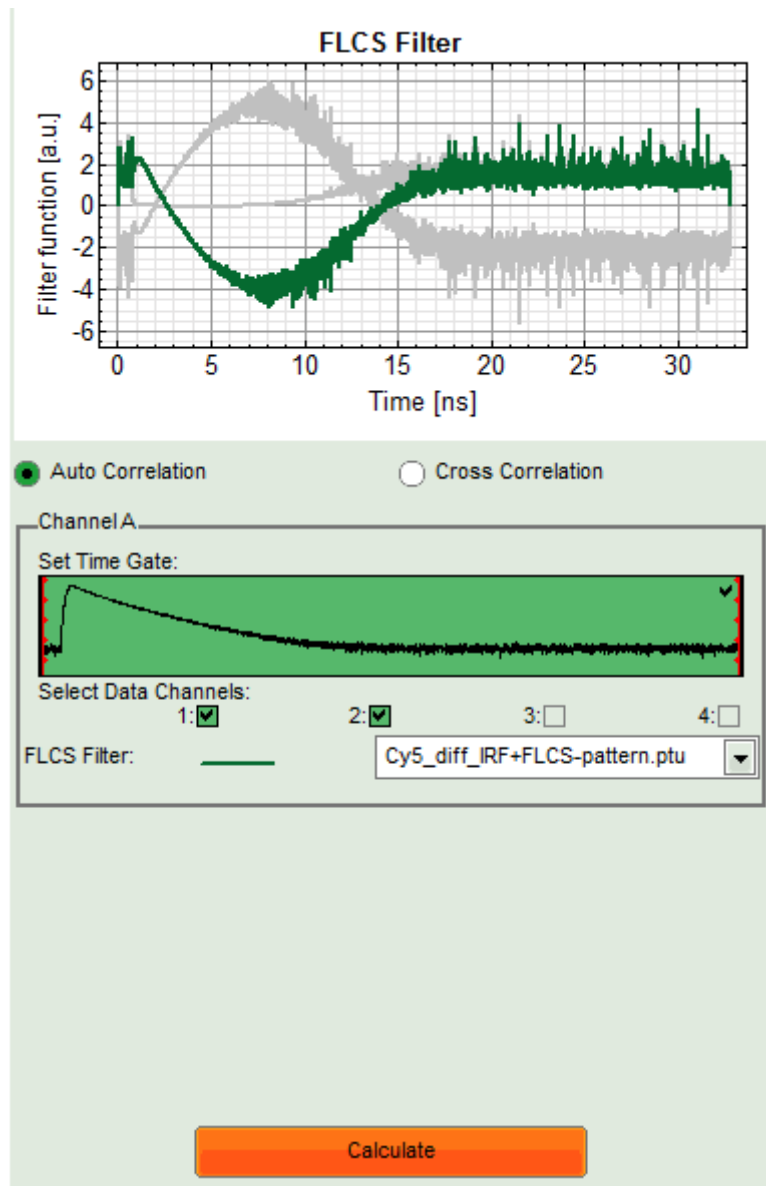 FLCS Filter
Filter function [a.u.]
6
4
2
0
-2
-4
-6
0 5 10 15 20 25 30
Time [ns]
Auto Correlation Cross Correlation
Channel A
Set Time Gate:
Select Data Channels:
1: 2: 3: 4:
FLCS Filter: Cy5_diff_IRF+FLCS-pattern.ptu
Calculate